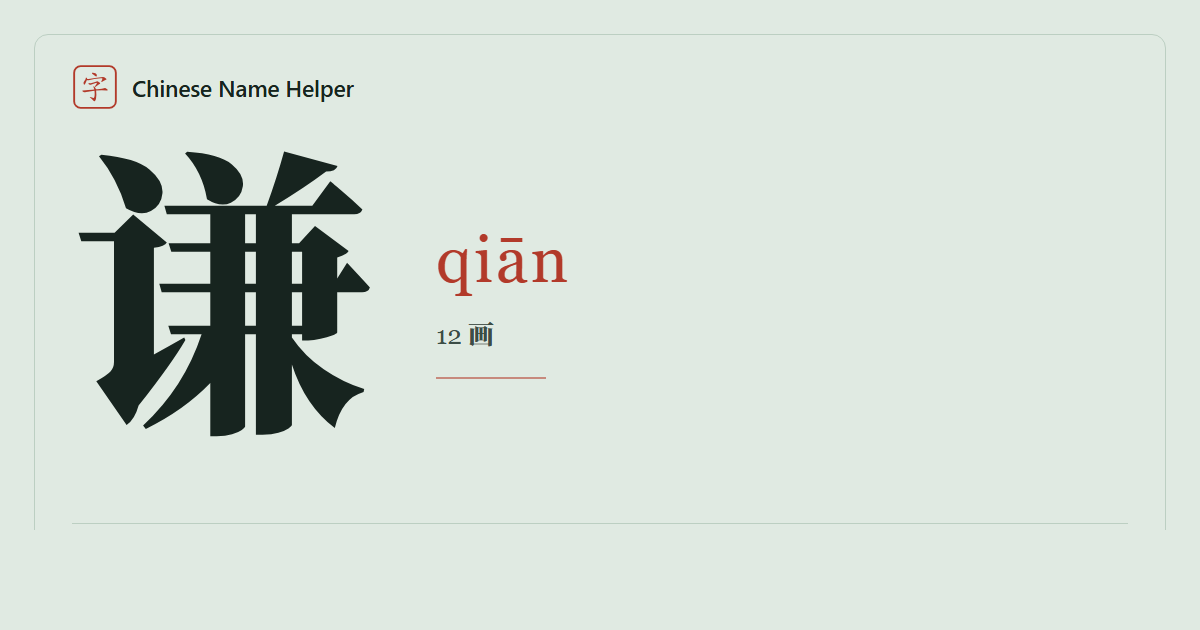 字 Chinese Name Helper
谦
qiān
12 画